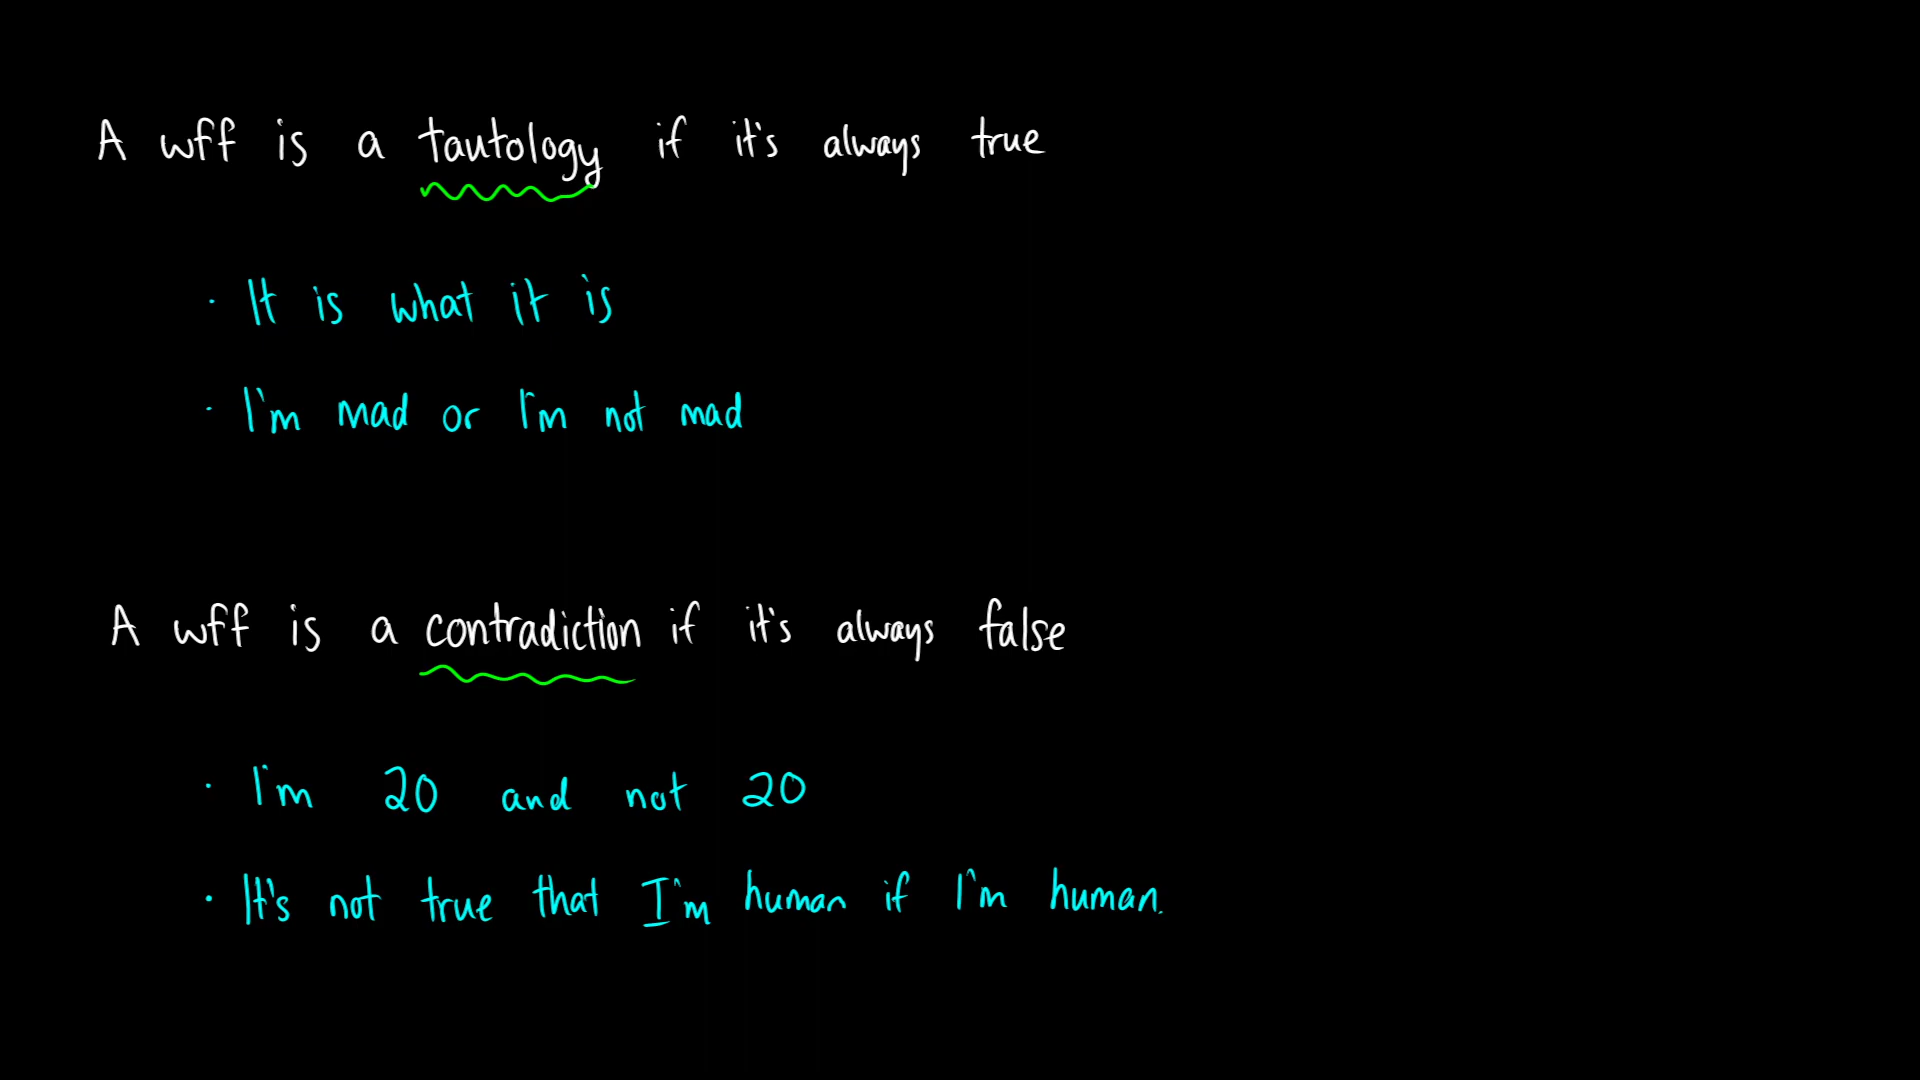 A wff is a tautology if it's always true
· It is what it is
· I'm mad or I'm not mad
A wff is a contradiction if it's always false
· I'm 20 and not 20
· It's not true that I'm human if I'm human.